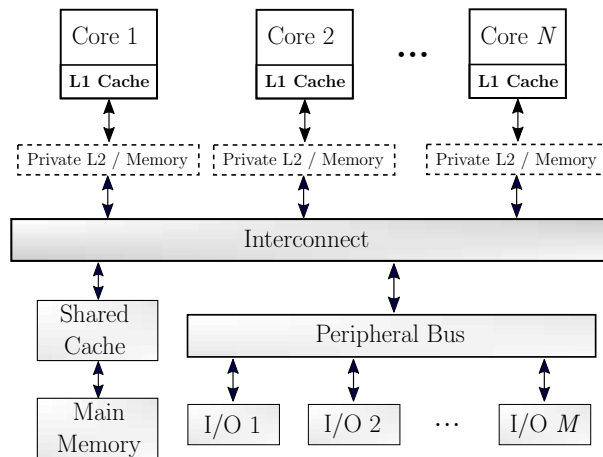 Core 1
Core 2
...
Core N
L1 Cache
L1 Cache
L1 Cache
Private L2 / Memory
Private L2 / Memory
Private L2 / Memory
Interconnect
Shared
Cache
Peripheral Bus
Main
Memory
I/O 1
I/O 2
...
I/O M